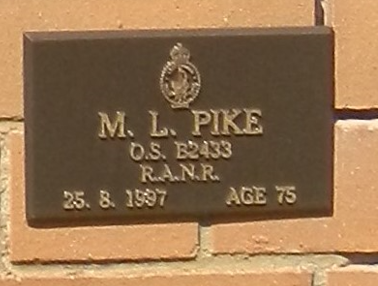 M. L. PIKE
O.S. B2433
R.A.N.R.
25. 8. 1997 AGE 75